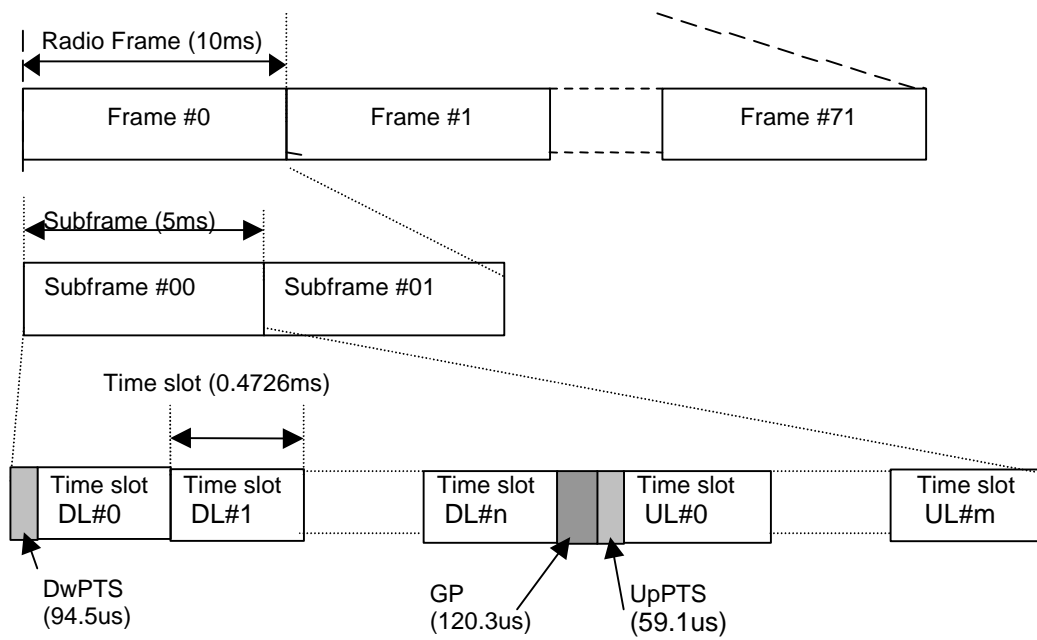 Radio Frame (10ms)
Frame #0
Frame #1
Frame #71
Subframe (5ms)
Subframe #00
Subframe #01
Time slot (0.4726ms)
Time slot
DL#0
Time slot
DL#1
Time slot
DL#n
Time slot
UL#0
Time slot
UL#m
DwPTS
(94.5us)
GP
(120.3us)
UpPTS
(59.1us)